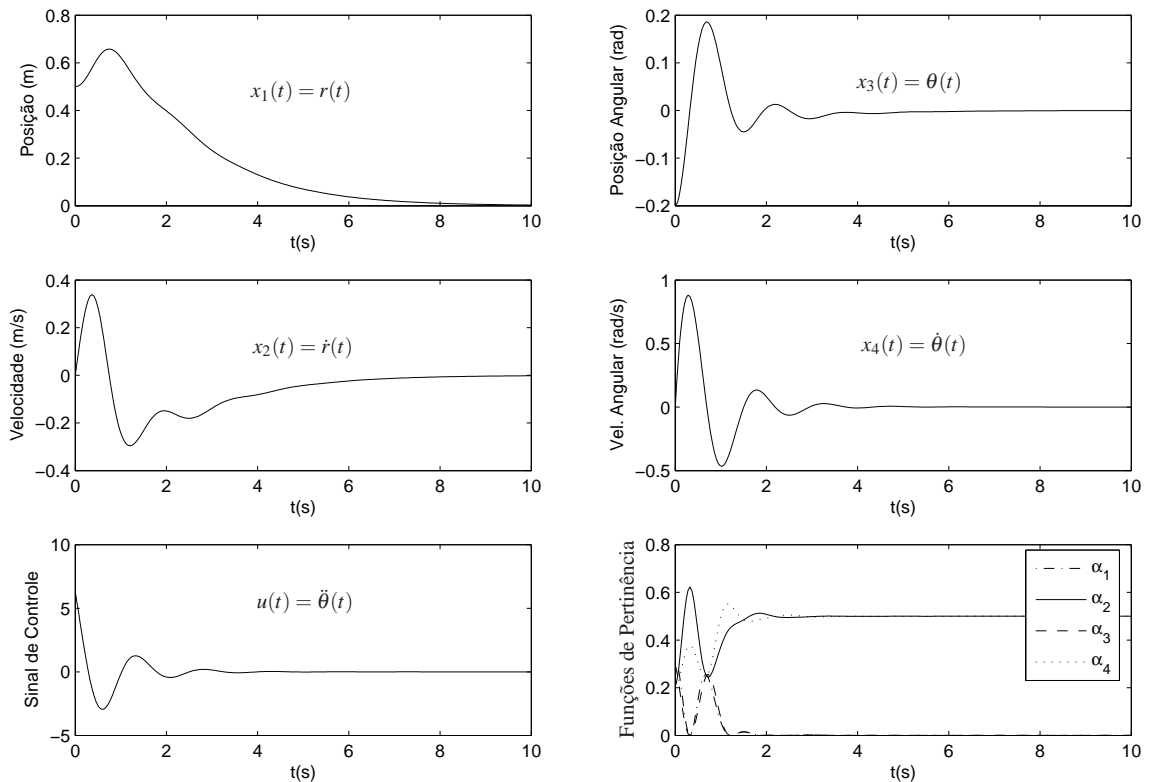 0.8
0.6
0.4
0.2
0
Posição (m)
x₁(t) = r(t)
0 2 4 6 8 10
t(s)
0.2
0.1
0
−0.1
−0.2
Posição Angular (rad)
x₃(t) = θ(t)
0 2 4 6 8 10
t(s)
0.4
0.2
0
−0.2
−0.4
Velocidade (m/s)
x₂(t) = ṙ(t)
0 2 4 6 8 10
t(s)
1
0.5
0
−0.5
Vel. Angular (rad/s)
x₄(t) = θ̇(t)
0 2 4 6 8 10
t(s)
10
5
0
−5
Sinal de Controle
u(t) = θ̈(t)
0 2 4 6 8 10
t(s)
0.8
0.6
0.4
0.2
0
Funções de Pertinência
α₁
α₂
α₃
α₄
0 2 4 6 8 10
t(s)